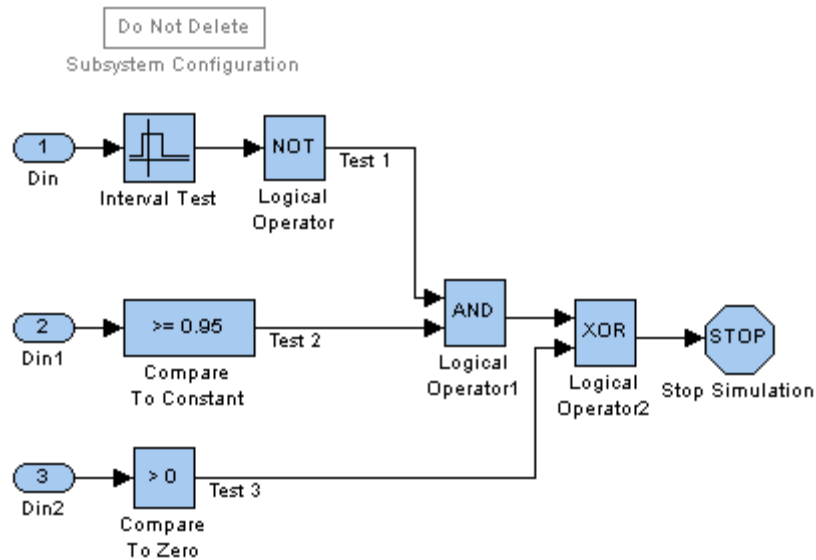 Do Not Delete
Subsystem Configuration
1
Din
Interval Test
NOT
Logical
Operator
Test 1
2
Din1
>= 0.95
Compare
To Constant
Test 2
AND
Logical
Operator1
XOR
Logical
Operator2
STOP
Stop Simulation
3
Din2
> 0
Compare
To Zero
Test 3